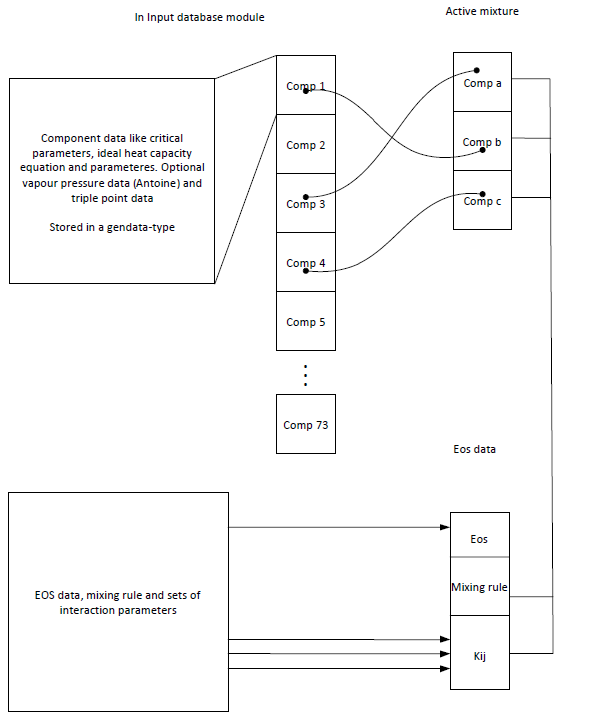 In Input database module
Active mixture
Component data like critical
parameters, ideal heat capacity
equation and parameteres. Optional
vapour pressure data (Antoine) and
triple point data
Stored in a gendata-type
Comp 1
Comp 2
Comp 3
Comp 4
Comp 5
Comp 73
Comp a
Comp b
Comp c
Eos data
EOS data, mixing rule and sets of
interaction parameters
Eos
Mixing rule
Kij